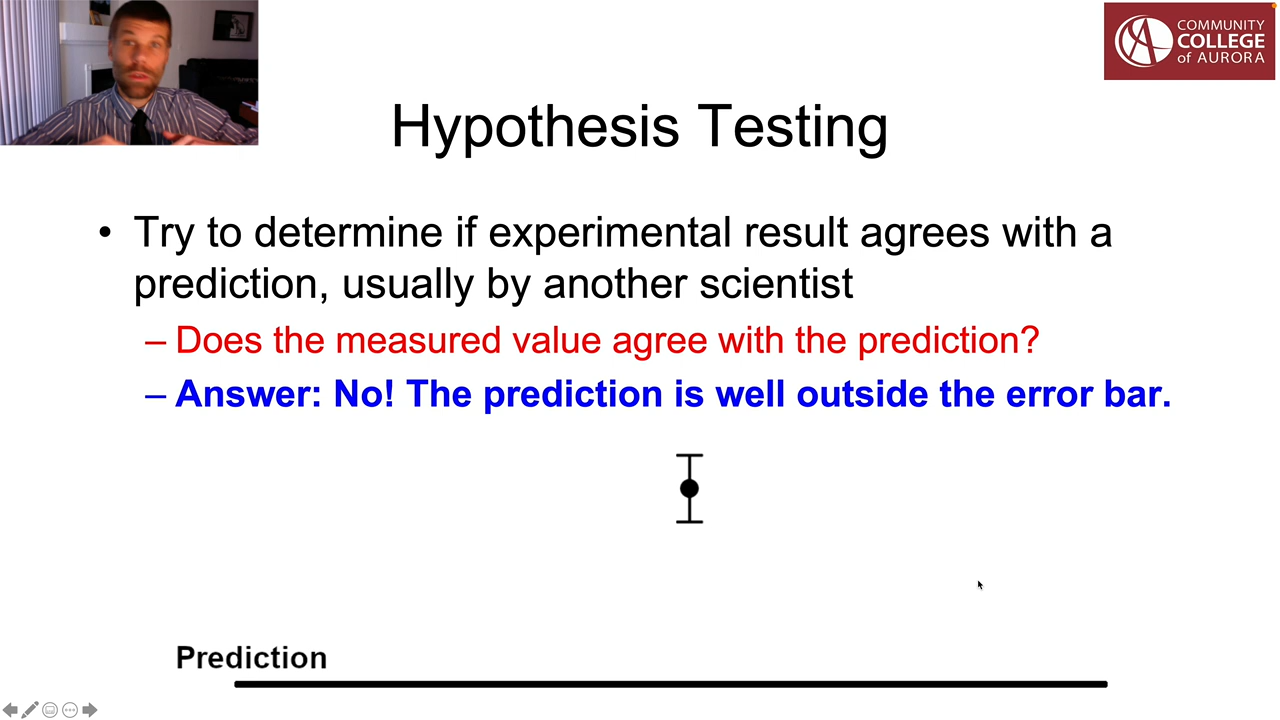 COMMUNITY
COLLEGE
of AURORA
Hypothesis Testing
• Try to determine if experimental result agrees with a
prediction, usually by another scientist
– Does the measured value agree with the prediction?
– Answer: No! The prediction is well outside the error bar.
Prediction